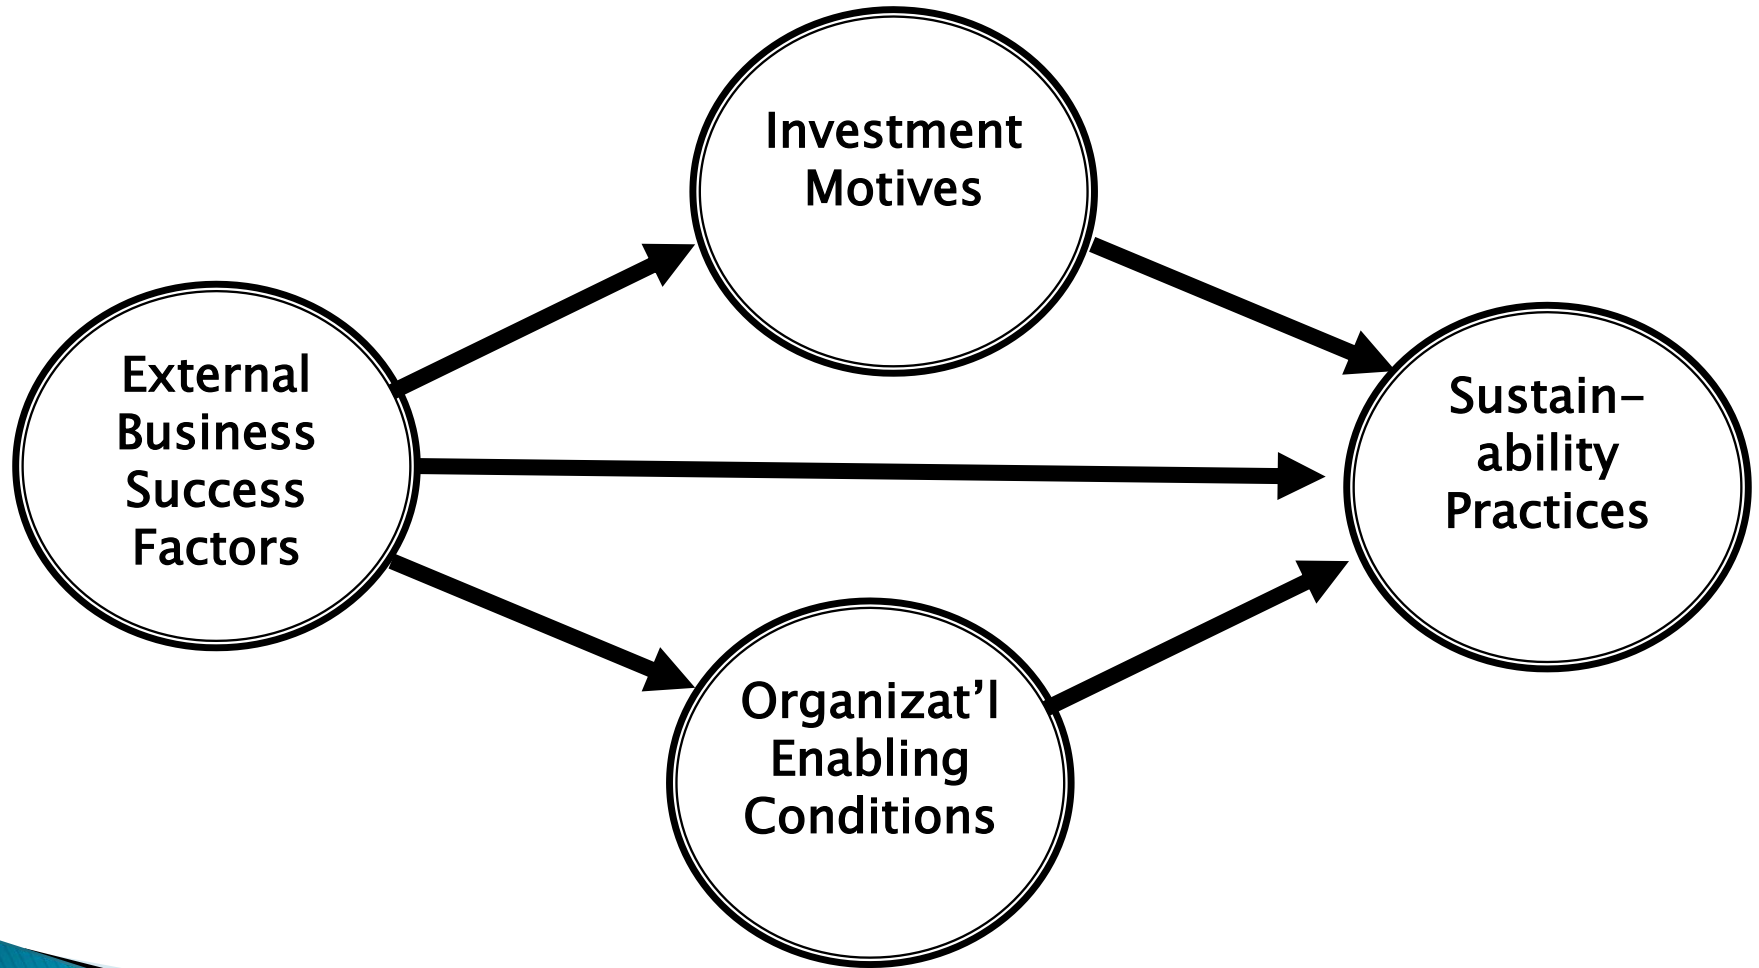 Investment
Motives
External
Business
Success
Factors
Sustain-
ability
Practices
Organizat’l
Enabling
Conditions